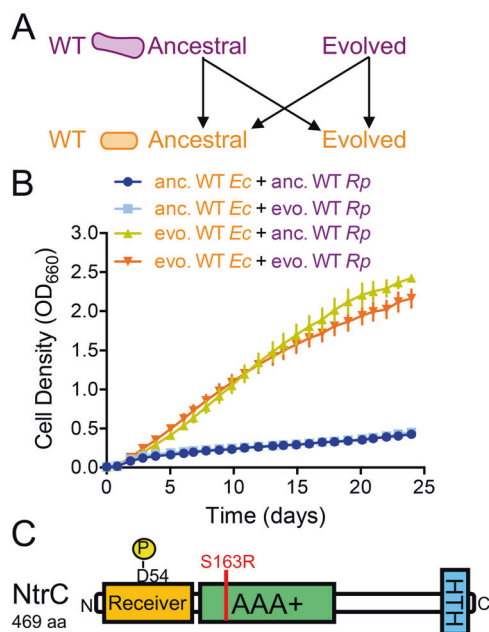 A
WT Ancestral Evolved
WT Ancestral Evolved
B
anc. WT Ec + anc. WT Rp
anc. WT Ec + evo. WT Rp
evo. WT Ec + anc. WT Rp
evo. WT Ec + evo. WT Rp
Cell Density (OD660)
3.0
2.5
2.0
1.5
1.0
0.5
0.0
0 5 10 15 20 25
Time (days)
C
P
S163R
D54
NtrC N Receiver AAA+ HTH C
469 aa